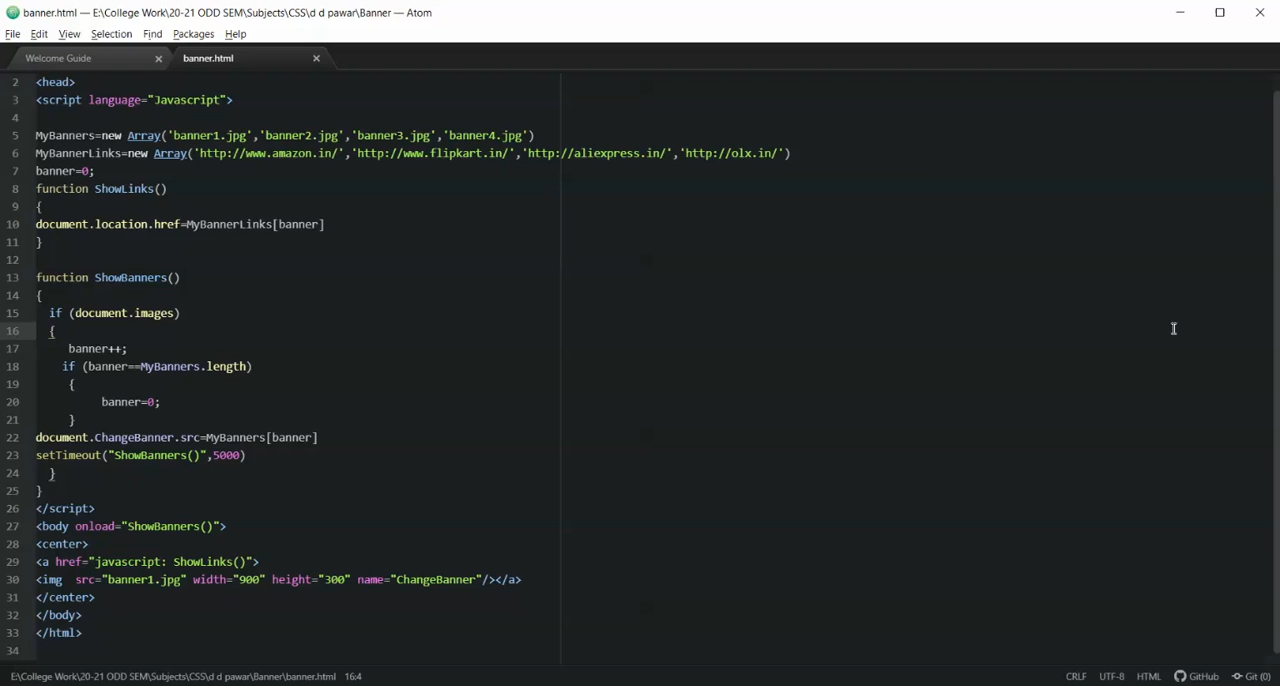 banner.html — E:\College Work\20-21 ODD SEM\Subjects\CSS\d d pawar\Banner — Atom
File Edit View Selection Find Packages Help
Welcome Guide banner.html
2 <head>
3 <script language="Javascript">
4
5 MyBanners=new Array('banner1.jpg','banner2.jpg','banner3.jpg','banner4.jpg')
6 MyBannerLinks=new Array('http://www.amazon.in/','http://www.flipkart.in/','http://aliexpress.in/','http://olx.in/')
7 banner=0;
8 function ShowLinks()
9 {
10 document.location.href=MyBannerLinks[banner]
11 }
12
13 function ShowBanners()
14 {
15 if (document.images)
16 {
17 banner++;
18 if (banner==MyBanners.length)
19 {
20 banner=0;
21 }
22 document.ChangeBanner.src=MyBanners[banner]
23 setTimeout("ShowBanners()",5000)
24 }
25 }
26 </script>
27 <body onload="ShowBanners()">
28 <center>
29 <a href="javascript: ShowLinks()">
30 <img  src="banner1.jpg" width="900" height="300" name="ChangeBanner"/></a>
31 </center>
32 </body>
33 </html>
34
E:\College Work\20-21 ODD SEM\Subjects\CSS\d d pawar\Banner\banner.html 16:4 CRLF UTF-8 HTML GitHub Git (0)